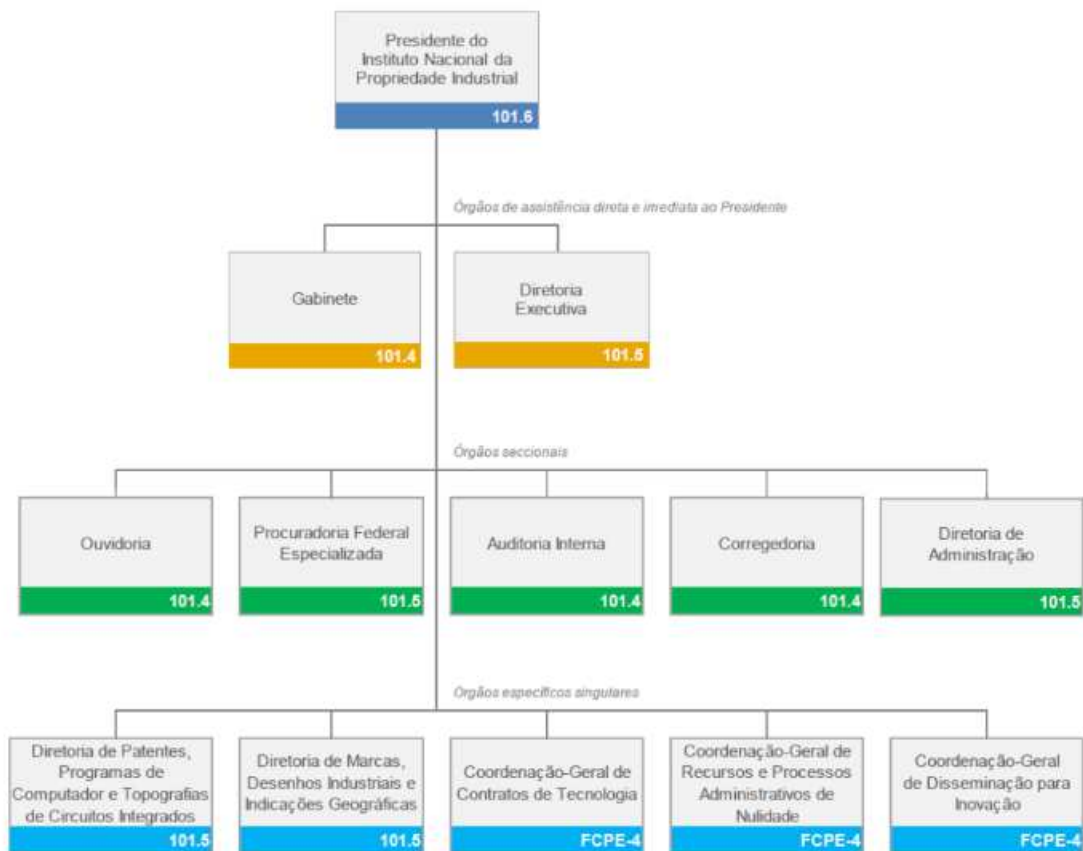 Presidente do
Instituto Nacional da
Propriedade Industrial
101.6
Órgãos de assistência direta e imediata ao Presidente
Gabinete
101.4
Diretoria
Executiva
101.5
Órgãos seccionais
Ouvidoria
101.4
Procuradoria Federal
Especializada
101.5
Auditoria Interna
101.4
Corregedoria
101.4
Diretoria de
Administração
101.5
Órgãos específicos singulares
Diretoria de Patentes,
Programas de
Computador e Topografias
de Circuitos Integrados
101.5
Diretoria de Marcas,
Desenhos Industriais e
Indicações Geográficas
101.5
Coordenação-Geral de
Contratos de Tecnologia
FCPE-4
Coordenação-Geral de
Recursos e Processos
Administrativos de
Nulidade
FCPE-4
Coordenação-Geral
de Disseminação para
Inovação
FCPE-4